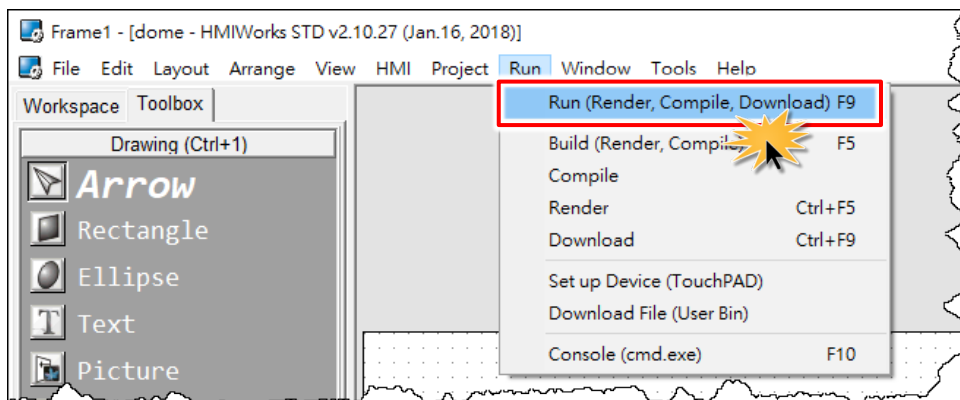 Frame1 - [dome - HMIWorks STD v2.10.27 (Jan.16, 2018)]
File Edit Layout Arrange View HMI Project Run Window Tools Help
Workspace Toolbox
Drawing (Ctrl+1)
Arrow
Rectangle
Ellipse
Text
Picture
Run (Render, Compile, Download) F9
Build (Render, Compile) F5
Compile
Render Ctrl+F5
Download Ctrl+F9
Set up Device (TouchPAD)
Download File (User Bin)
Console (cmd.exe) F10